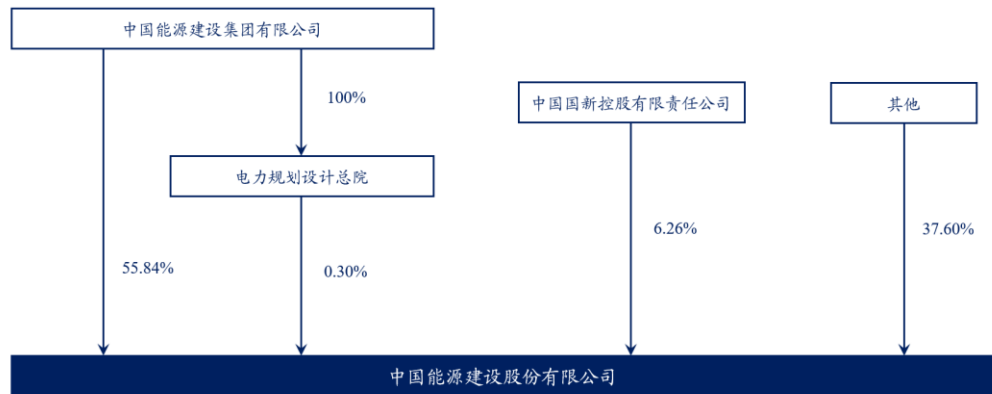 中国能源建设集团有限公司
100%
中国国新控股有限责任公司
其他
电力规划设计总院
55.84%
0.30%
6.26%
37.60%
中国能源建设股份有限公司